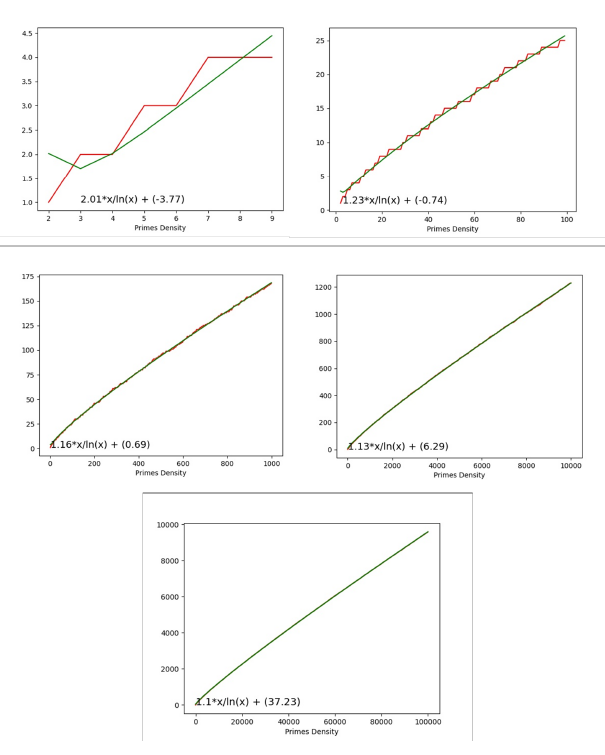 4.5
4.0
3.5
3.0
2.5
2.0
1.5
1.0
2.01*x/ln(x) + (-3.77)
2 3 4 5 6 7 8 9
Primes Density
25
20
15
10
5
0
1.23*x/ln(x) + (-0.74)
0 20 40 60 80 100
Primes Density
175
150
125
100
75
50
25
0
1.16*x/ln(x) + (0.69)
0 200 400 600 800 1000
Primes Density
1200
1000
800
600
400
200
0
1.13*x/ln(x) + (6.29)
0 2000 4000 6000 8000 10000
Primes Density
10000
8000
6000
4000
2000
0
1.1*x/ln(x) + (37.23)
0 20000 40000 60000 80000 100000
Primes Density